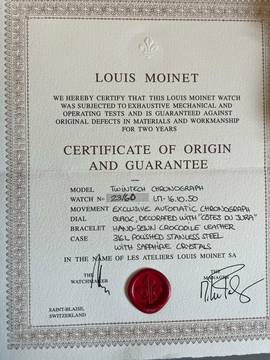 LOUIS MOINET
WE HEREBY CERTIFY THAT THIS LOUIS MOINET WATCH
WAS SUBJECTED TO EXHAUSTIVE MECHANICAL AND
OPERATING TESTS AND IS GUARANTEED AGAINST
ORIGINAL DEFECTS IN MATERIALS AND WORKMANSHIP
FOR TWO YEARS
CERTIFICATE OF ORIGIN
AND GUARANTEE
MODEL TWINTECH CHRONOGRAPH
WATCH No 23/60 LM-16.10.50
MOVEMENT EXCLUSIVE AUTOMATIC CHRONOGRAPH
DIAL BLACK, DECORATED WITH "CÔTES DU JURA"
BRACELET HAND-SEWN CROCODILE LEATHER
CASE 316L POLISHED STAINLESS STEEL
WITH SAPPHIRE CRYSTALS
IN THE NAME OF LES ATELIERS LOUIS MOINET SA
THE WATCHMAKER
THE MANAGER
SAINT-BLAISE,
SWITZERLAND